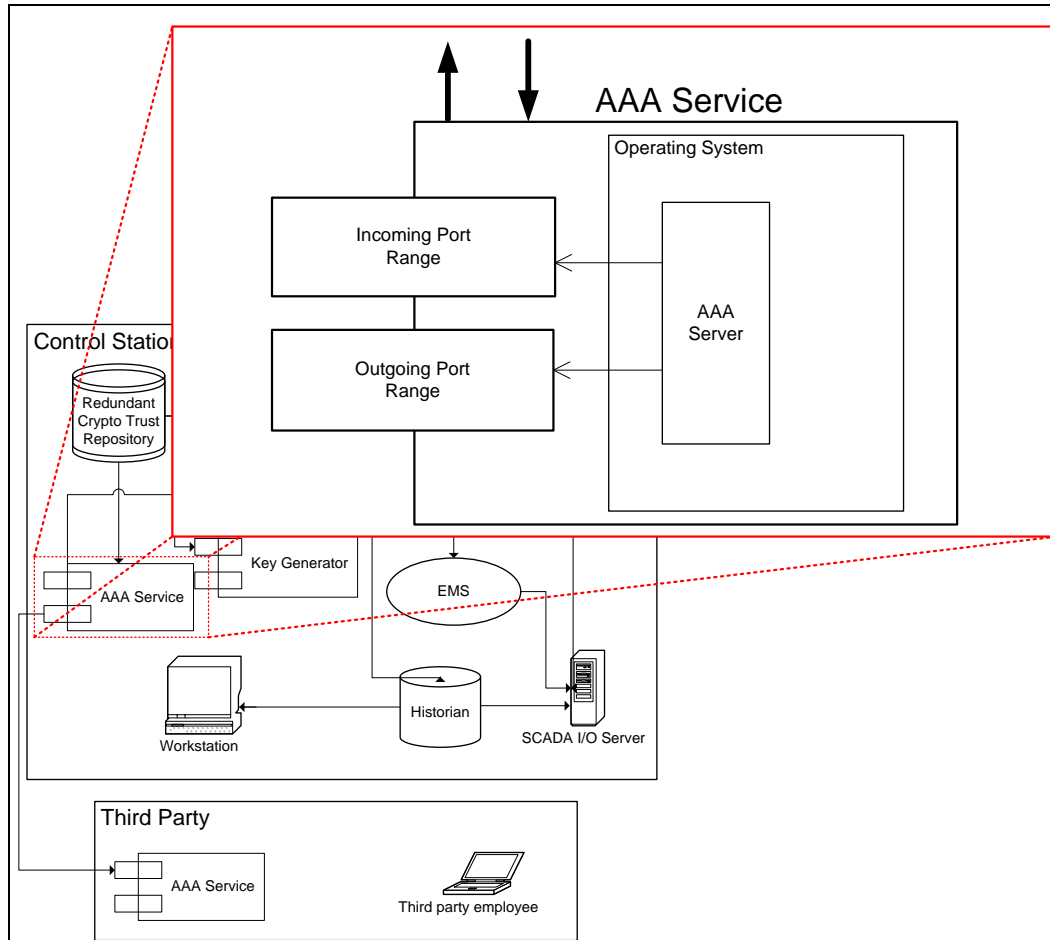 AAA Service
Operating System
Incoming Port
Range
AAA
Server
Outgoing Port
Range
Control Station
Redundant
Crypto Trust
Repository
Key Generator
AAA Service
EMS
Workstation
Historian
SCADA I/O Server
Third Party
AAA Service
Third party employee